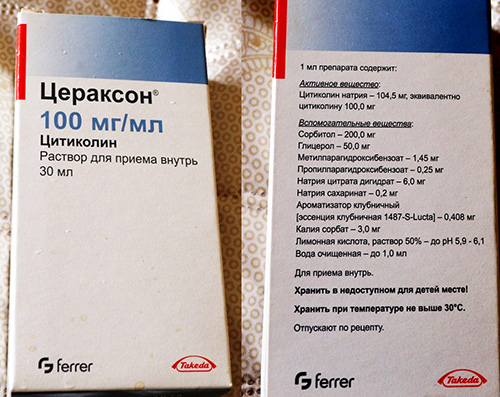 Цераксон®
100 мг/мл
Цитиколин
Раствор для приема внутрь
30 мл
ferrer
Takeda
1 мл препарата содержит:
Активное вещество:
Цитиколин натрия – 104,5 мг, эквивалентно
цитиколину 100,0 мг
Вспомогательные вещества:
Сорбитол – 200,0 мг
Глицерол – 50,0 мг
Метилпарагидроксибензоат – 1,45 мг
Пропилпарагидроксибензоат – 0,25 мг
Натрия цитрата дигидрат – 6,0 мг
Натрия сахаринат – 0,2 мг
Ароматизатор клубничный
[эссенция клубничная 1487-S-Lucta] – 0,408 мг
Калия сорбат – 3,0 мг
Лимонная кислота, раствор 50% – до pH 5,9 - 6,1
Вода очищенная – до 1,0 мл
Для приема внутрь.
Хранить в недоступном для детей месте!
Хранить при температуре не выше 30°С.
Отпускают по рецепту.
ferrer
Takeda